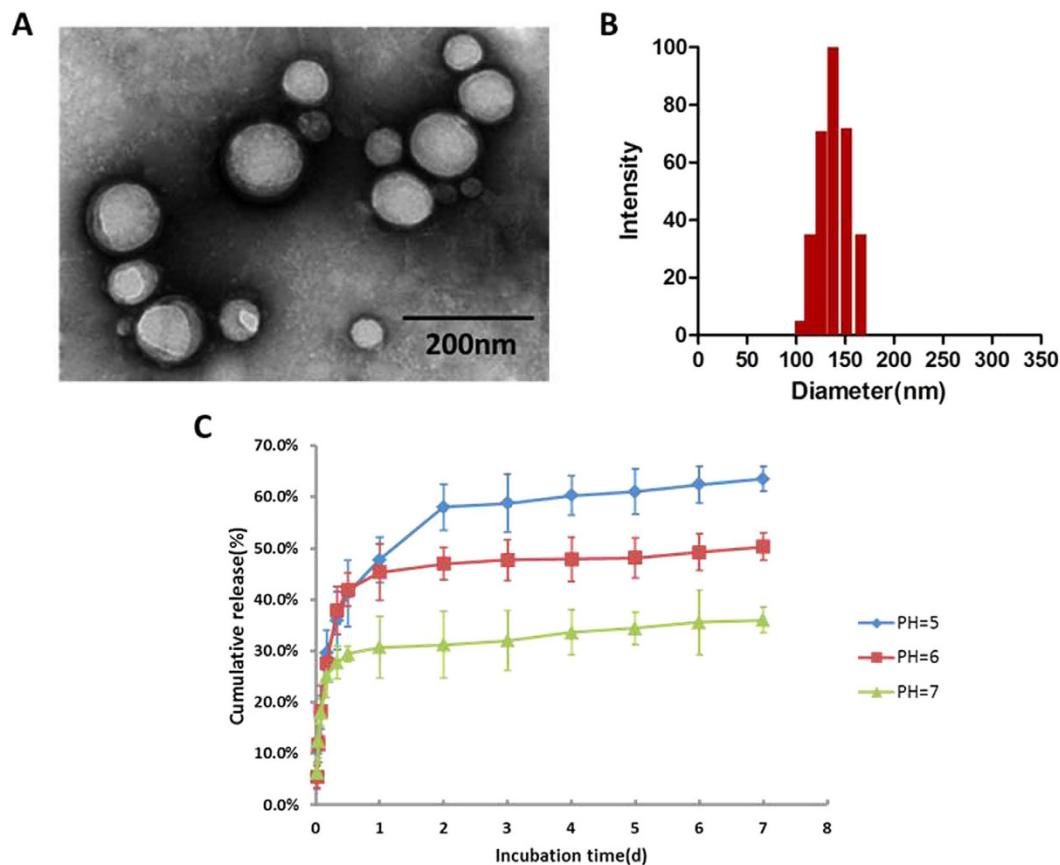 A
200nm
B
Intensity
100
80
60
40
20
0
0 50 100 150 200 250 300 350
Diameter(nm)
C
Cumulative release(%)
70.0%
60.0%
50.0%
40.0%
30.0%
20.0%
10.0%
0.0%
0 1 2 3 4 5 6 7 8
Incubation time(d)
PH=5
PH=6
PH=7